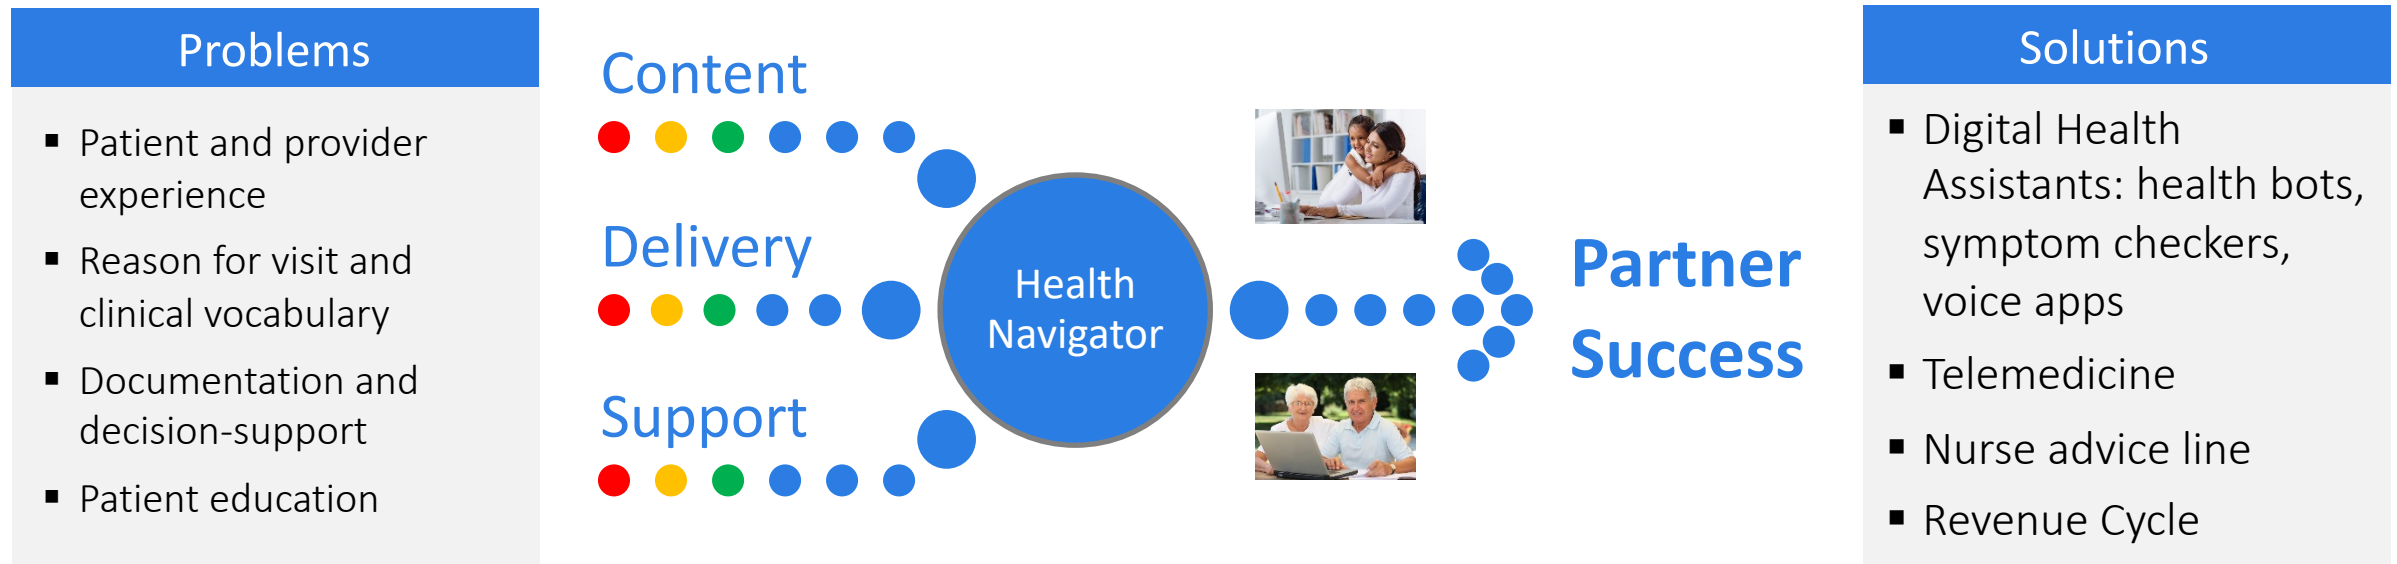 Problems
▪ Patient and provider
experience
▪ Reason for visit and
clinical vocabulary
▪ Documentation and
decision-support
▪ Patient education
Content
Delivery
Support
Health
Navigator
Partner
Success
Solutions
▪ Digital Health
Assistants: health bots,
symptom checkers,
voice apps
▪ Telemedicine
▪ Nurse advice line
▪ Revenue Cycle